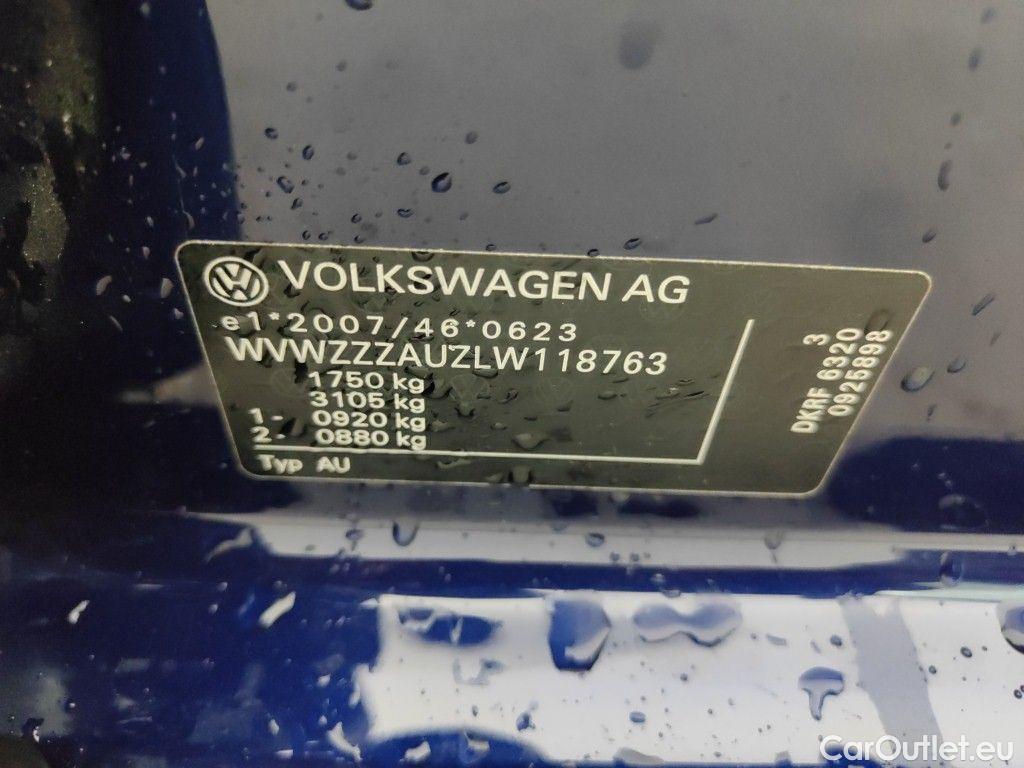 VOLKSWAGEN AG
e1*2007/46*0623
WVWZZZAUZLW118763
1750 kg
3105 kg
1- 0920 kg
2- 0880 kg
Typ AU
3
DKRF 6320
0925898
CarOutlet.eu